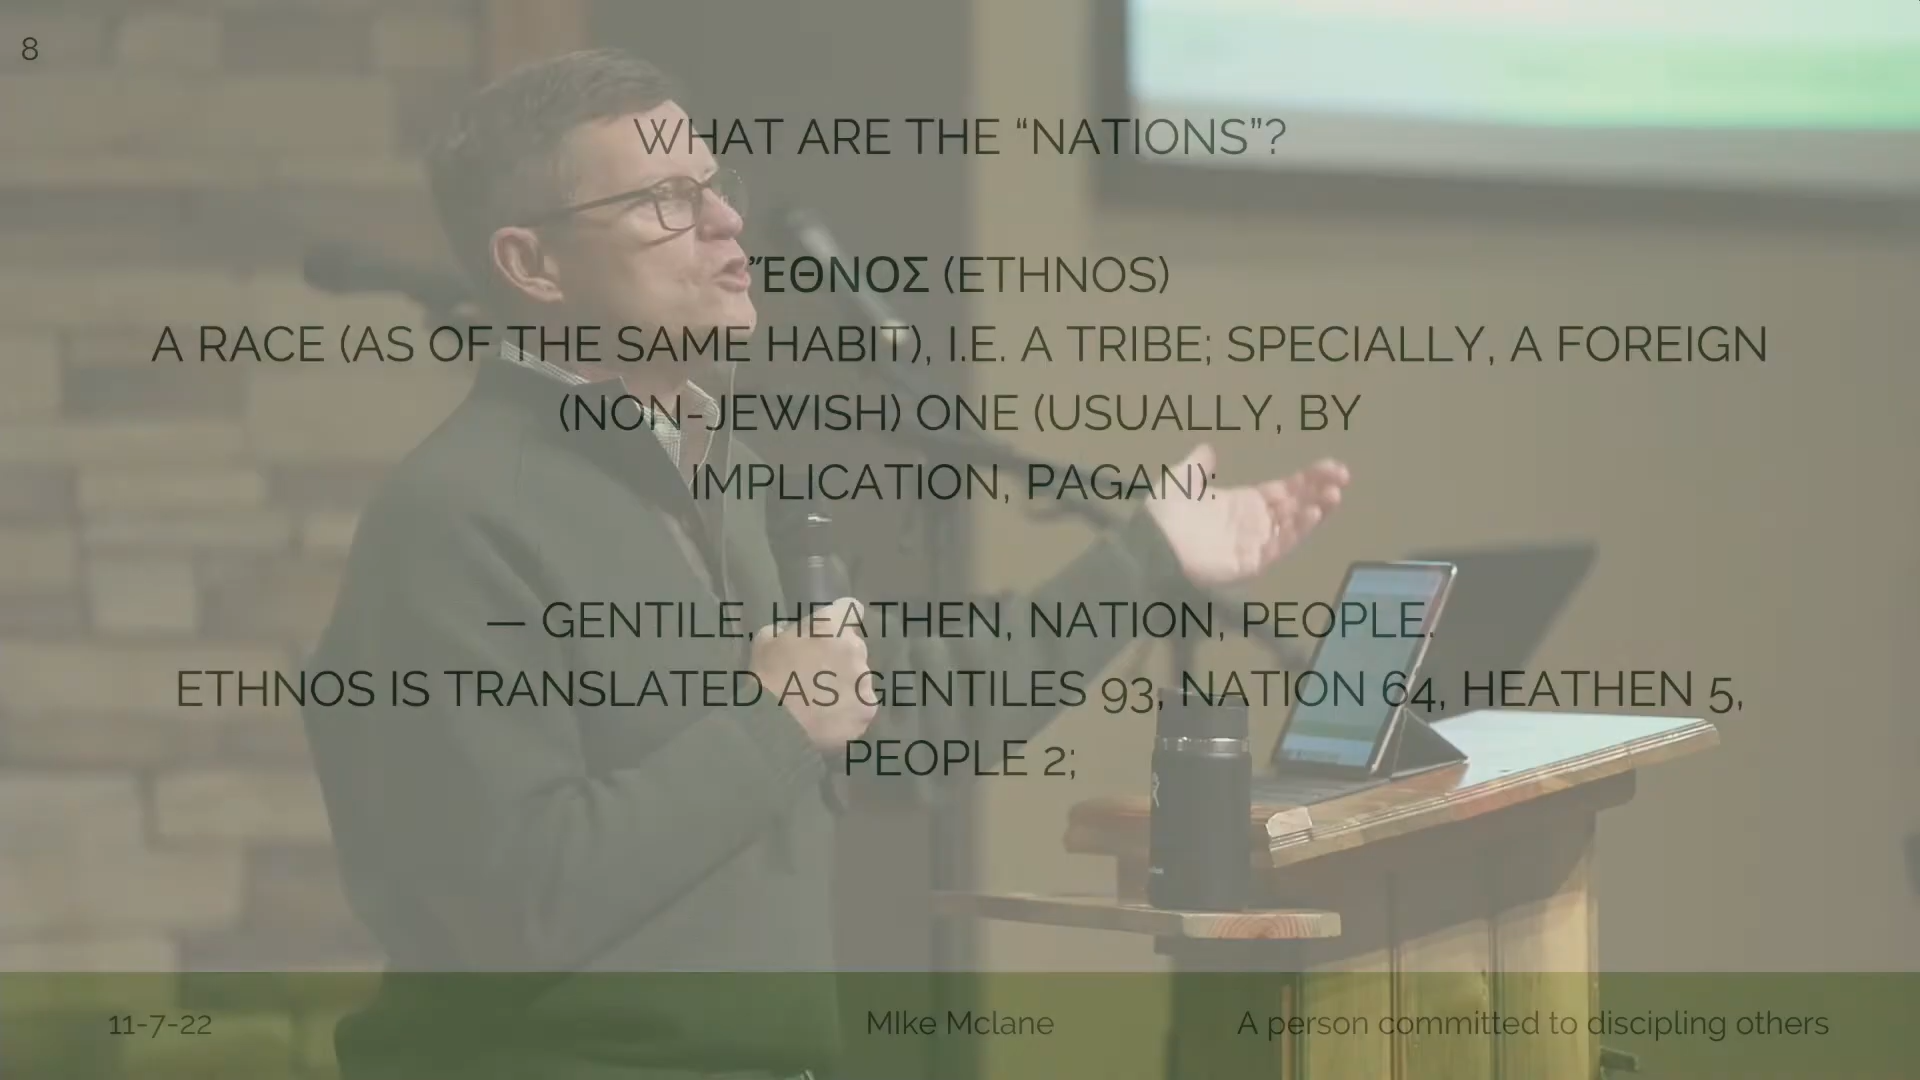 8
WHAT ARE THE “NATIONS”?
ἜΘΝΟΣ (ETHNOS)
A RACE (AS OF THE SAME HABIT), I.E. A TRIBE; SPECIALLY, A FOREIGN
(NON-JEWISH) ONE (USUALLY, BY
IMPLICATION, PAGAN):
— GENTILE, HEATHEN, NATION, PEOPLE.
ETHNOS IS TRANSLATED AS GENTILES 93, NATION 64, HEATHEN 5,
PEOPLE 2;
11-7-22
MIke Mclane
A person committed to discipling others